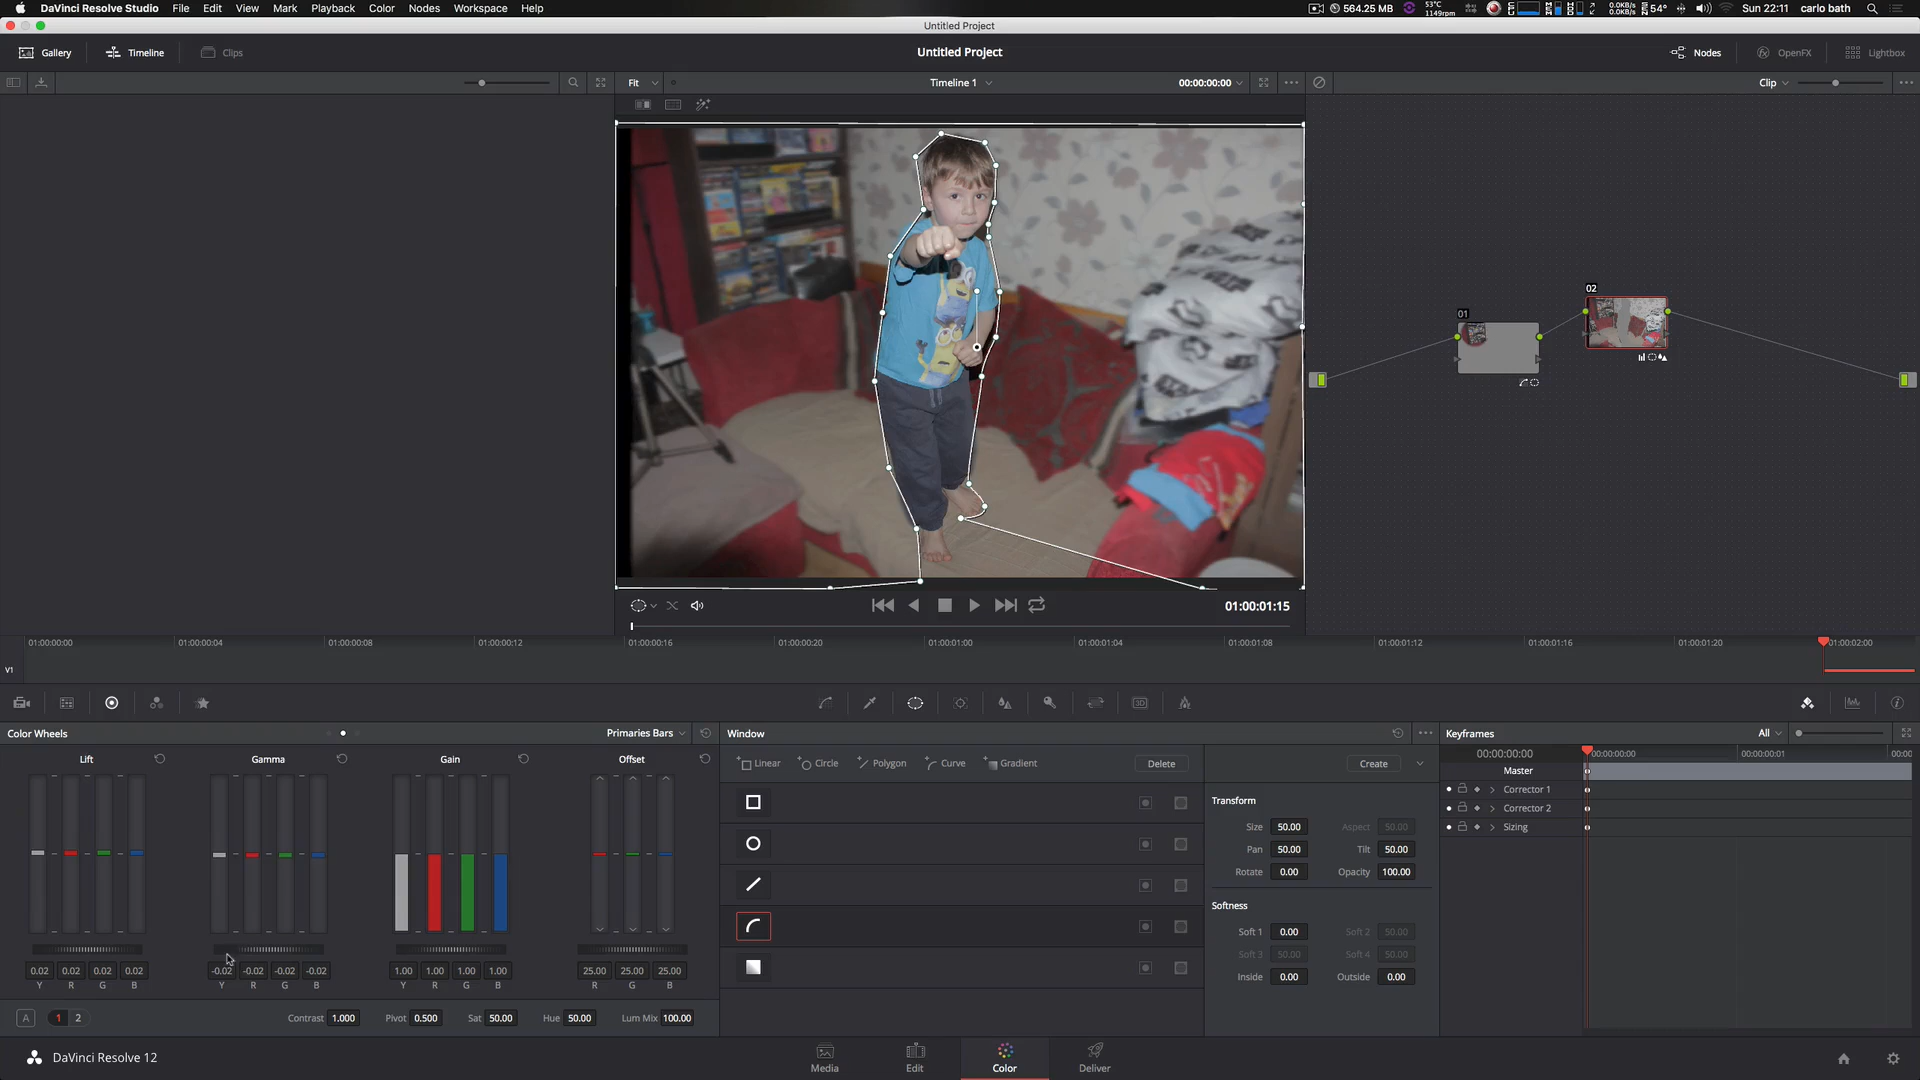 DaVinci Resolve Studio File Edit View Mark Playback Color Nodes Workspace Help
564.25 MB 53°C 1149rpm 0.0KB/s 0.0KB/s 54° Sun 22:11 carlo bath
Untitled Project
Gallery Timeline Clips Untitled Project Nodes OpenFX Lightbox
Fit Timeline 1 00:00:00:00 Clip
01
02
01:00:01:15
01:00:00:00 01:00:00:04 01:00:00:08 01:00:00:12 01:00:00:16 01:00:00:20 01:00:01:00 01:00:01:04 01:00:01:08 01:00:01:12 01:00:01:16 01:00:01:20 01:00:02:00
V1
Color Wheels Primaries Bars Window Keyframes All
Lift Gamma Gain Offset
Linear Circle Polygon Curve Gradient Delete Create
00:00:00:00 00:00:00:00 00:00:00:01 00:00
Master
Corrector 1
Corrector 2
Sizing
Transform
Size 50.00 Aspect 50.00
Pan 50.00 Tilt 50.00
Rotate 0.00 Opacity 100.00
Softness
Soft 1 0.00 Soft 2 50.00
Soft 3 50.00 Soft 4 50.00
Inside 0.00 Outside 0.00
0.02 0.02 0.02 0.02 -0.02 -0.02 -0.02 -0.02 1.00 1.00 1.00 1.00 25.00 25.00 25.00
Y R G B Y R G B Y R G B R G B
A 1 2 Contrast 1.000 Pivot 0.500 Sat 50.00 Hue 50.00 Lum Mix 100.00
DaVinci Resolve 12 Media Edit Color Deliver